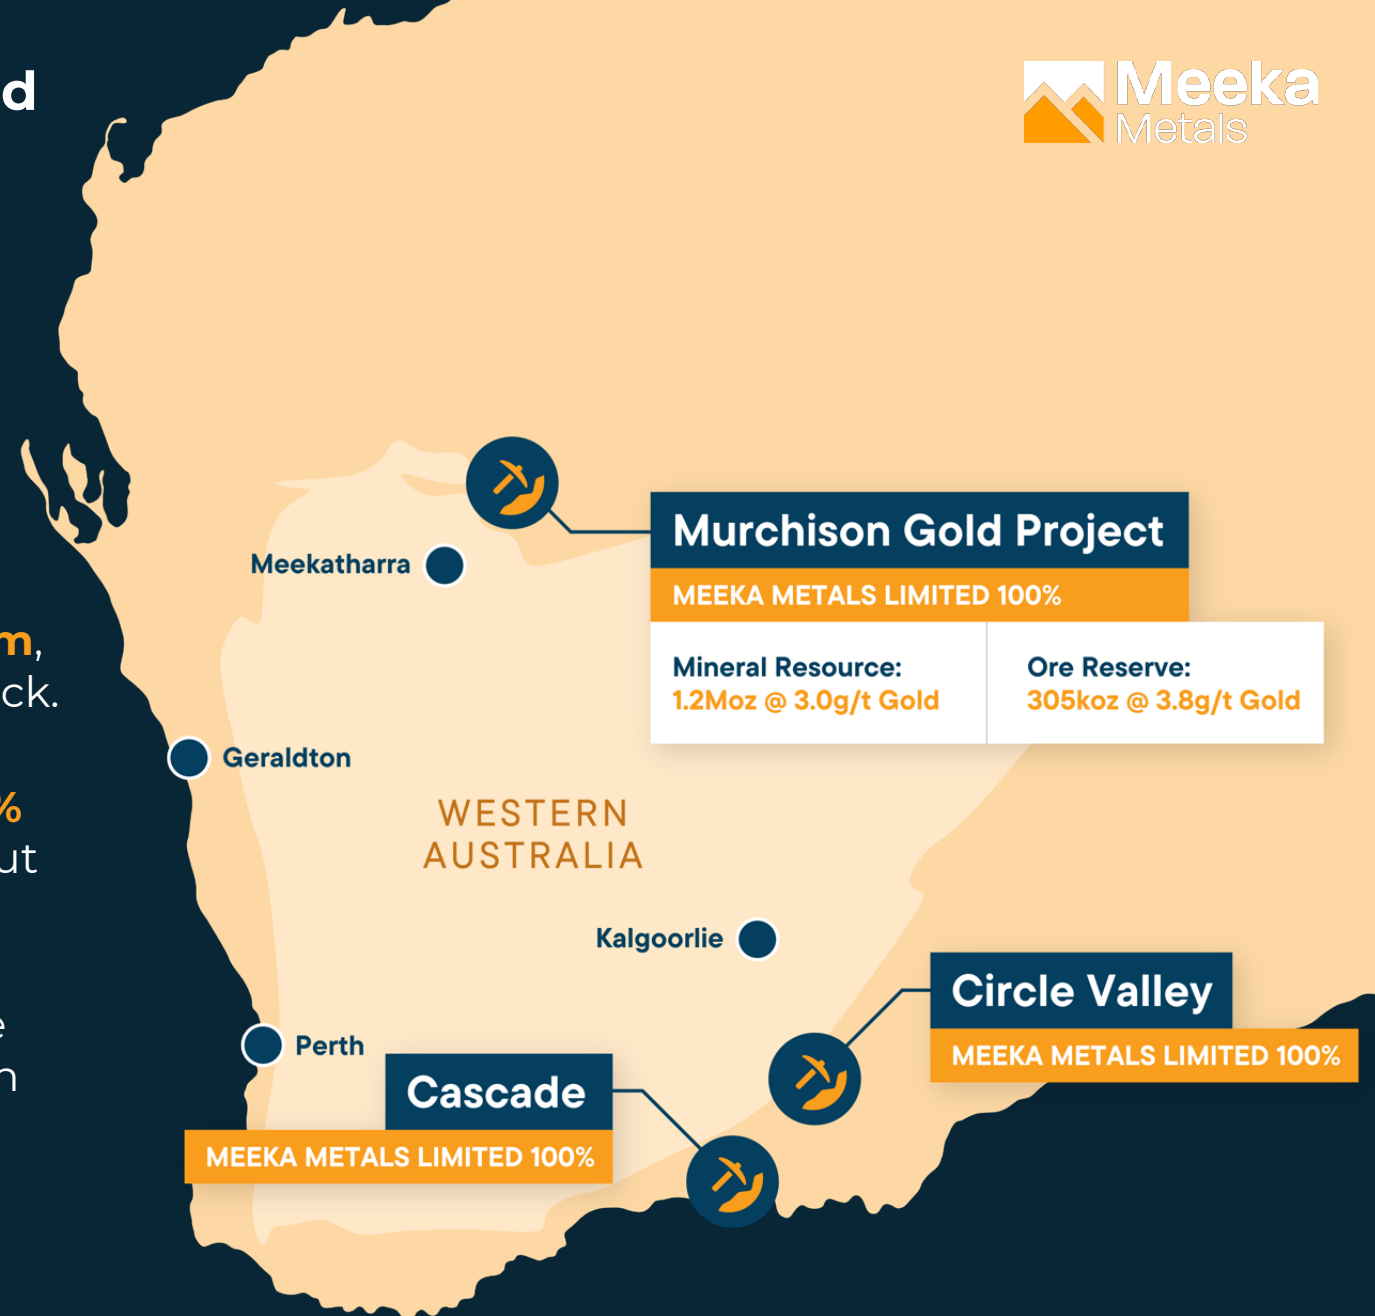 d
Meeka
Metals
m,
ck.
%
ut
e
n
Murchison Gold Project
MEEKA METALS LIMITED 100%
Mineral Resource:
1.2Moz @ 3.0g/t Gold
Ore Reserve:
305koz @ 3.8g/t Gold
Meekatharra
Geraldton
WESTERN
AUSTRALIA
Kalgoorlie
Perth
Circle Valley
MEEKA METALS LIMITED 100%
Cascade
MEEKA METALS LIMITED 100%